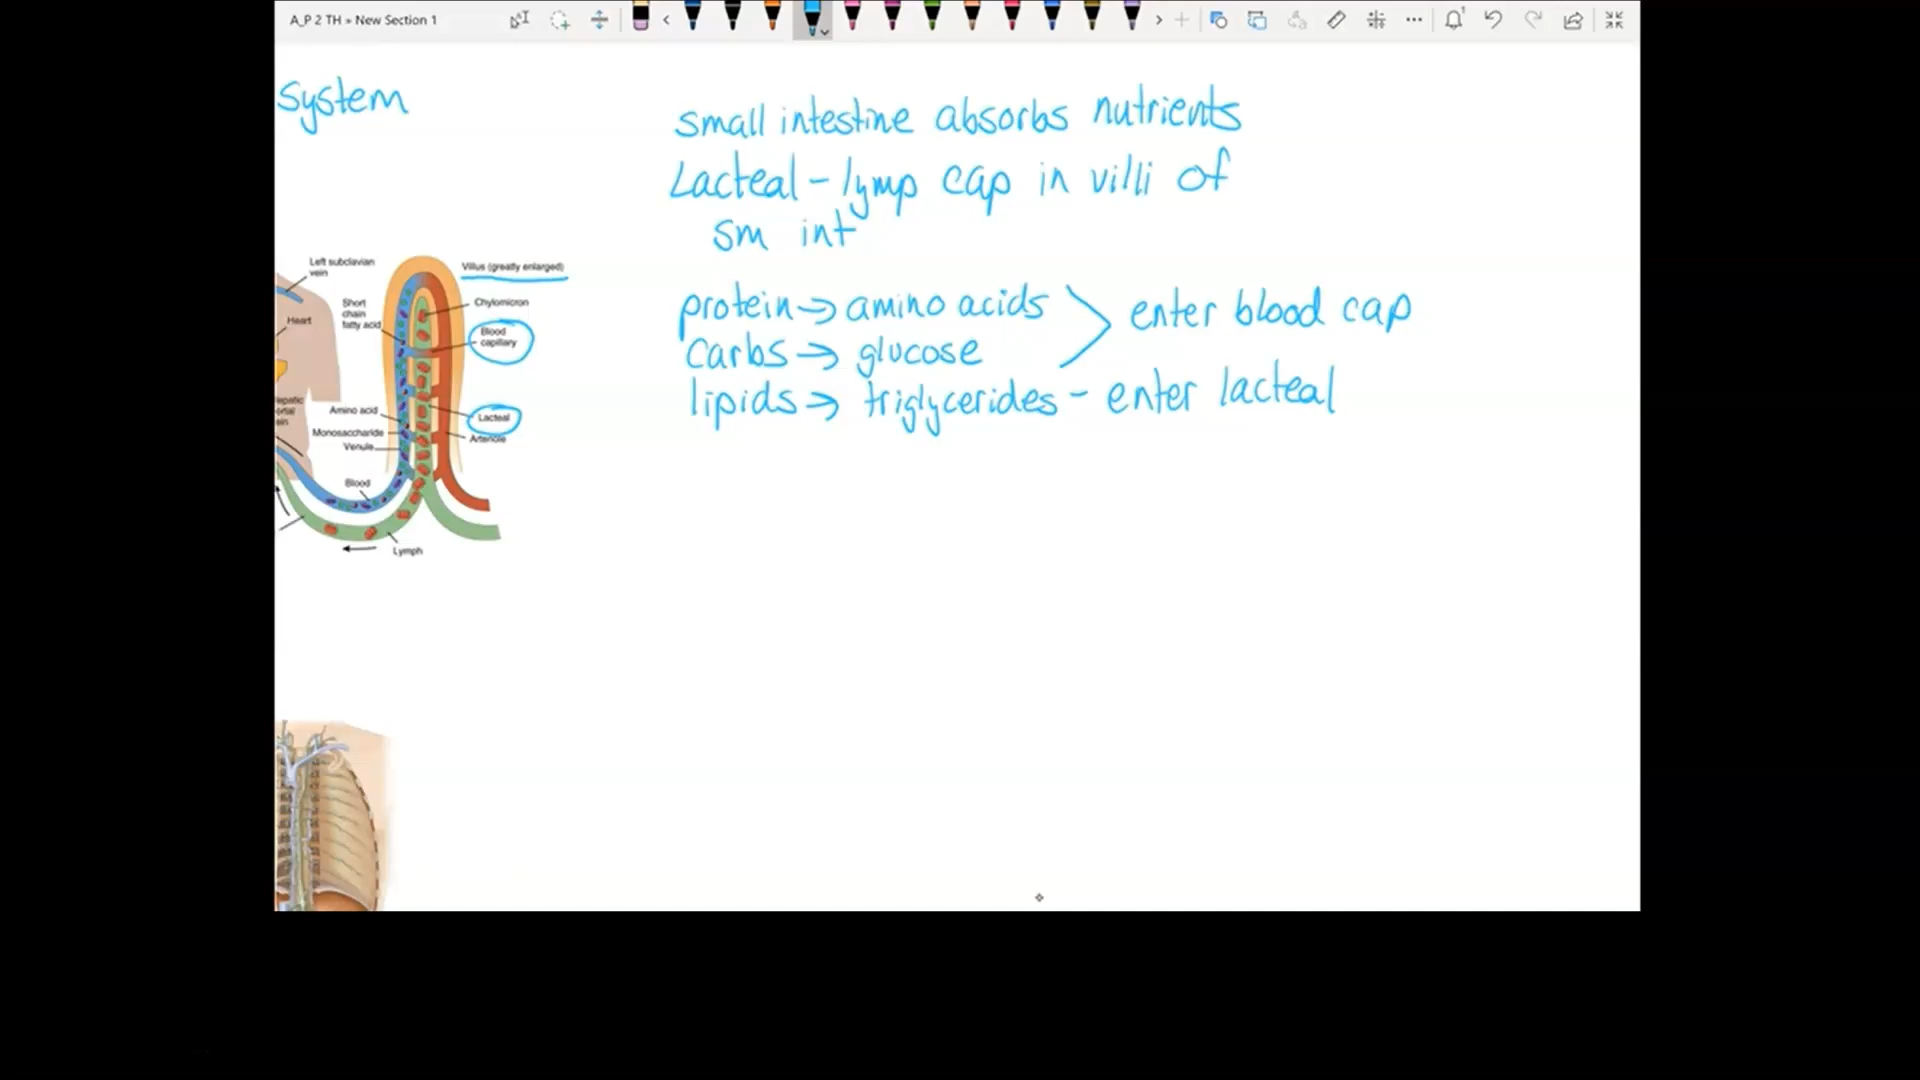 A_P 2 TH » New Section 1
System
small intestine absorbs nutrients
Lacteal - lymp cap in villi of
sm int
protein → amino acids
carbs → glucose
enter blood cap
lipids → triglycerides - enter lacteal
Left subclavian
vein
Heart
Villus (greatly enlarged)
Short
chain
fatty acid
Chylomicron
Blood
capillary
Amino acid
Lacteal
Monosaccharide
Arteriole
Venule
Blood
Lymph